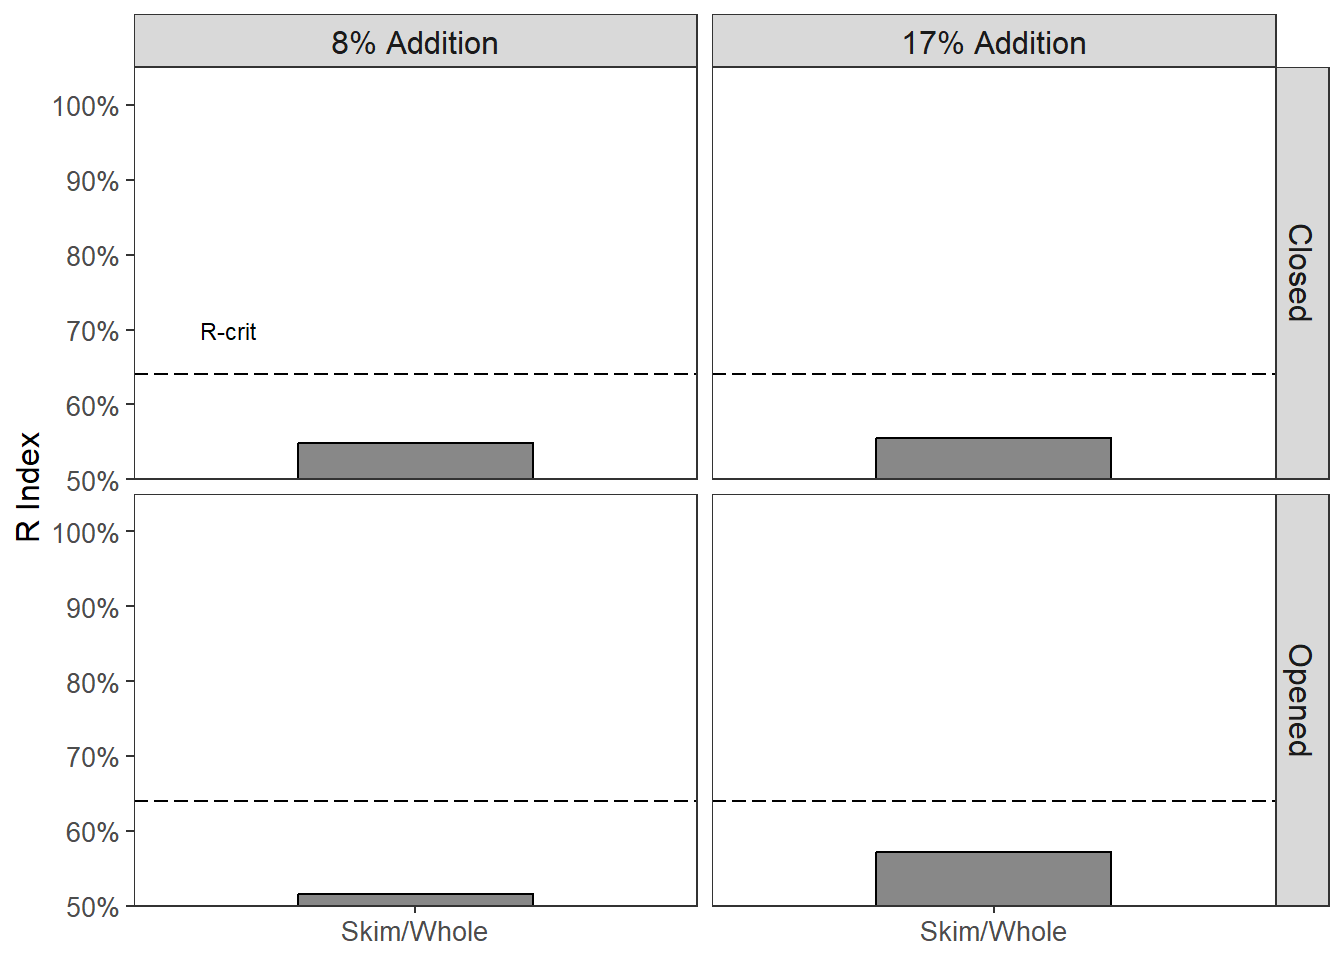 8% Addition
17% Addition
100%
90%
80%
70%
60%
50%
R-crit
Closed
R Index
100%
90%
80%
70%
60%
50%
Opened
Skim/Whole
Skim/Whole